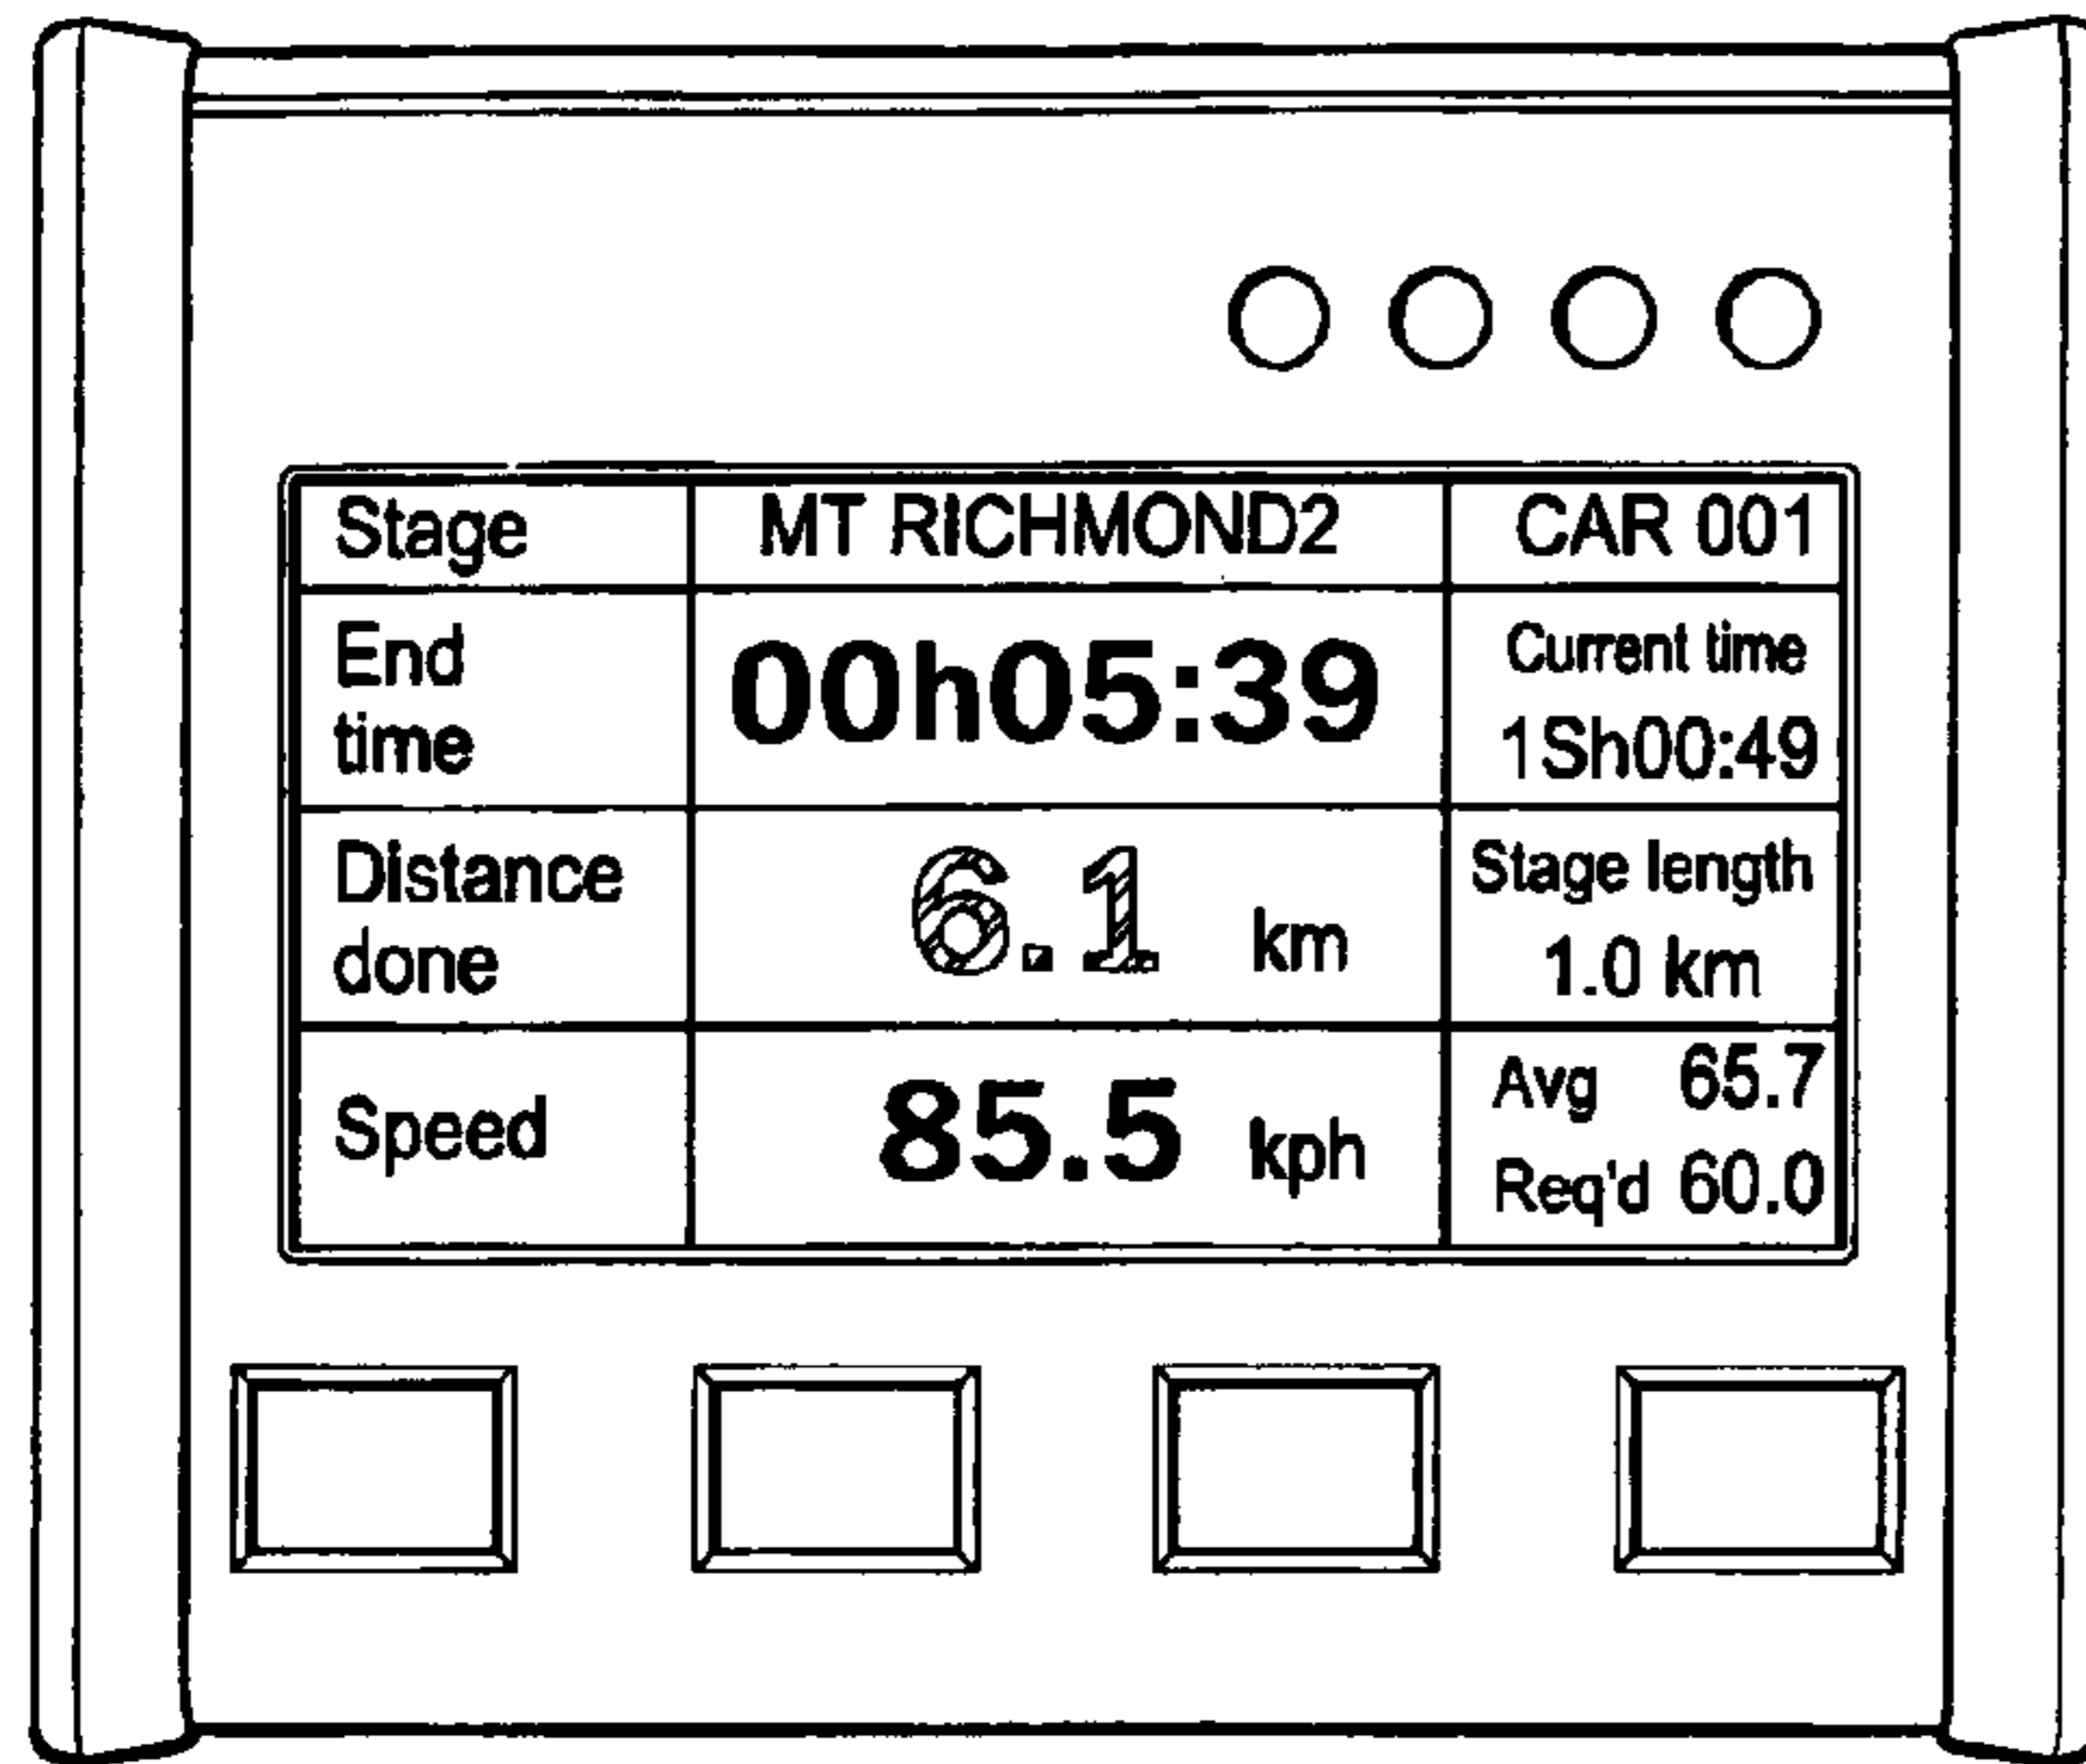 Stage MT RICHMOND2 CAR 001
End time 00h05:39 Current time
1Sh00:49
Distance done 6.1 km Stage length
1.0 km
Speed 85.5 kph Avg 65.7
Req'd 60.0